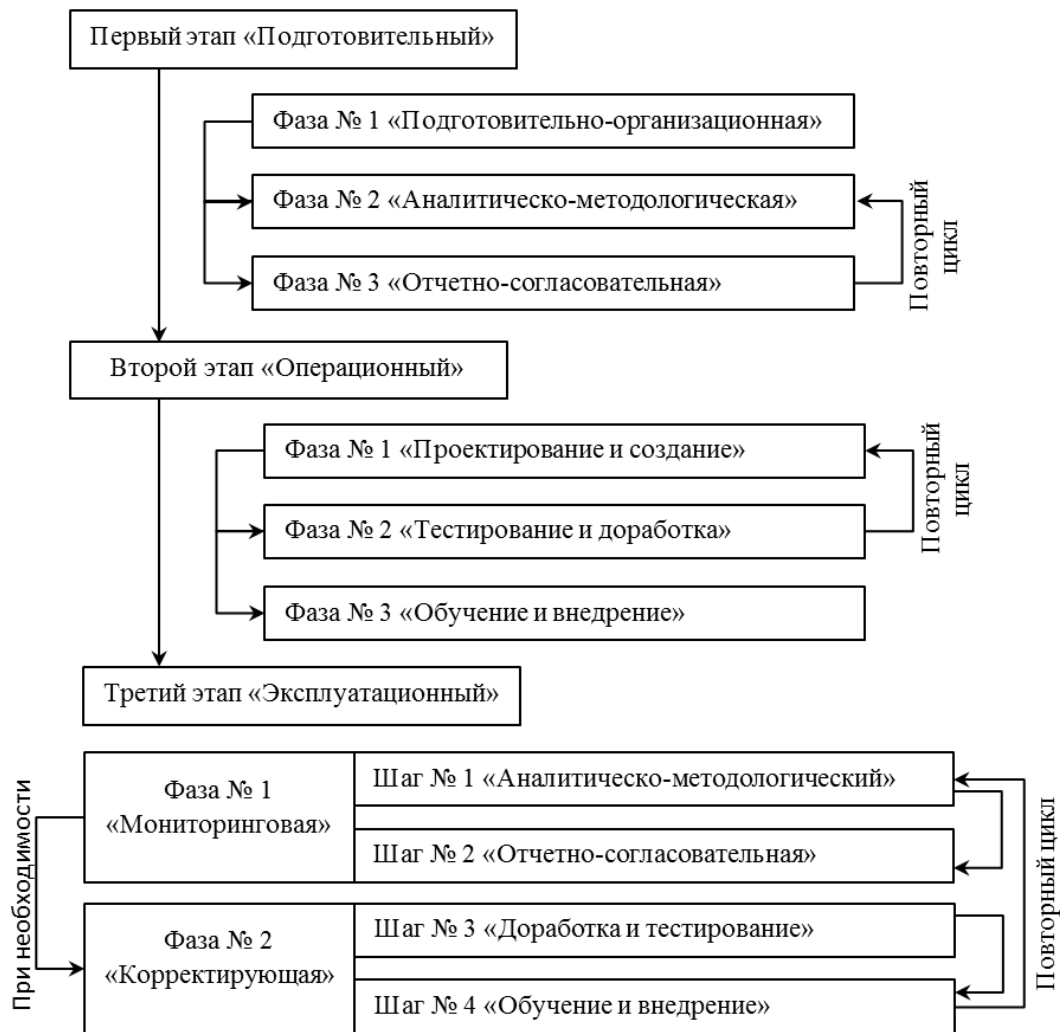 Первый этап «Подготовительный»
Фаза № 1 «Подготовительно-организационная»
Фаза № 2 «Аналитическо-методологическая»
Фаза № 3 «Отчетно-согласовательная»
Повторный
цикл
Второй этап «Операционный»
Фаза № 1 «Проектирование и создание»
Фаза № 2 «Тестирование и доработка»
Фаза № 3 «Обучение и внедрение»
Повторный
цикл
Третий этап «Эксплуатационный»
При необходимости
Фаза № 1
«Мониторинговая»
Шаг № 1 «Аналитическо-методологический»
Шаг № 2 «Отчетно-согласовательная»
Фаза № 2
«Корректирующая»
Шаг № 3 «Доработка и тестирование»
Шаг № 4 «Обучение и внедрение»
Повторный цикл